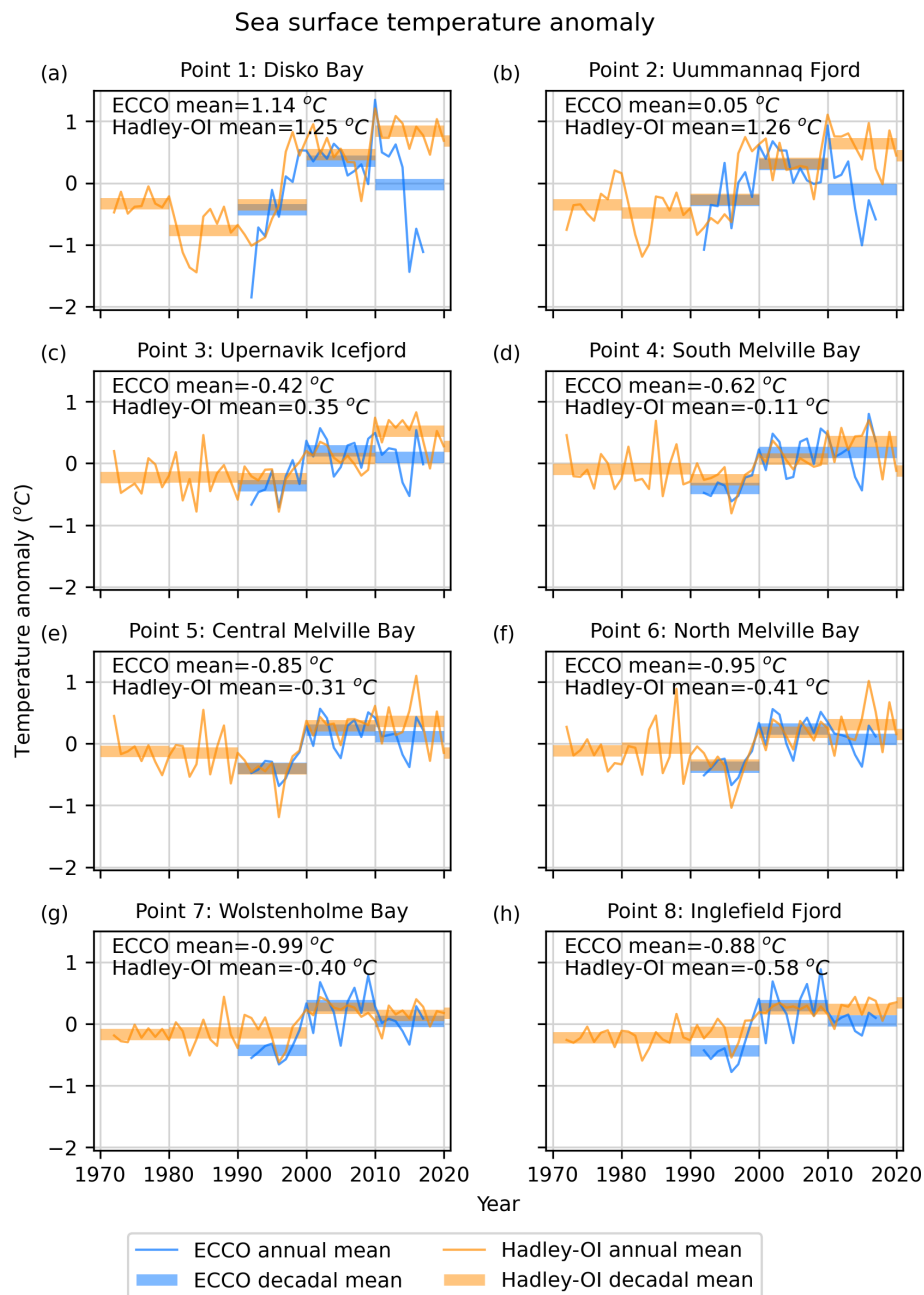 Sea surface temperature anomaly
(a) Point 1: Disko Bay
ECCO mean=1.14 °C
Hadley-OI mean=1.25 °C
1
0
−1
−2
(b) Point 2: Uummannaq Fjord
ECCO mean=0.05 °C
Hadley-OI mean=1.26 °C
(c) Point 3: Upernavik Icefjord
ECCO mean=-0.42 °C
Hadley-OI mean=0.35 °C
1
0
−1
−2
(d) Point 4: South Melville Bay
ECCO mean=-0.62 °C
Hadley-OI mean=-0.11 °C
Temperature anomaly (°C)
(e) Point 5: Central Melville Bay
ECCO mean=-0.85 °C
Hadley-OI mean=-0.31 °C
1
0
−1
−2
(f) Point 6: North Melville Bay
ECCO mean=-0.95 °C
Hadley-OI mean=-0.41 °C
(g) Point 7: Wolstenholme Bay
ECCO mean=-0.99 °C
Hadley-OI mean=-0.40 °C
1
0
−1
−2
1970 1980 1990 2000 2010 2020
(h) Point 8: Inglefield Fjord
ECCO mean=-0.88 °C
Hadley-OI mean=-0.58 °C
1970 1980 1990 2000 2010 2020
Year
ECCO annual mean
ECCO decadal mean
Hadley-OI annual mean
Hadley-OI decadal mean